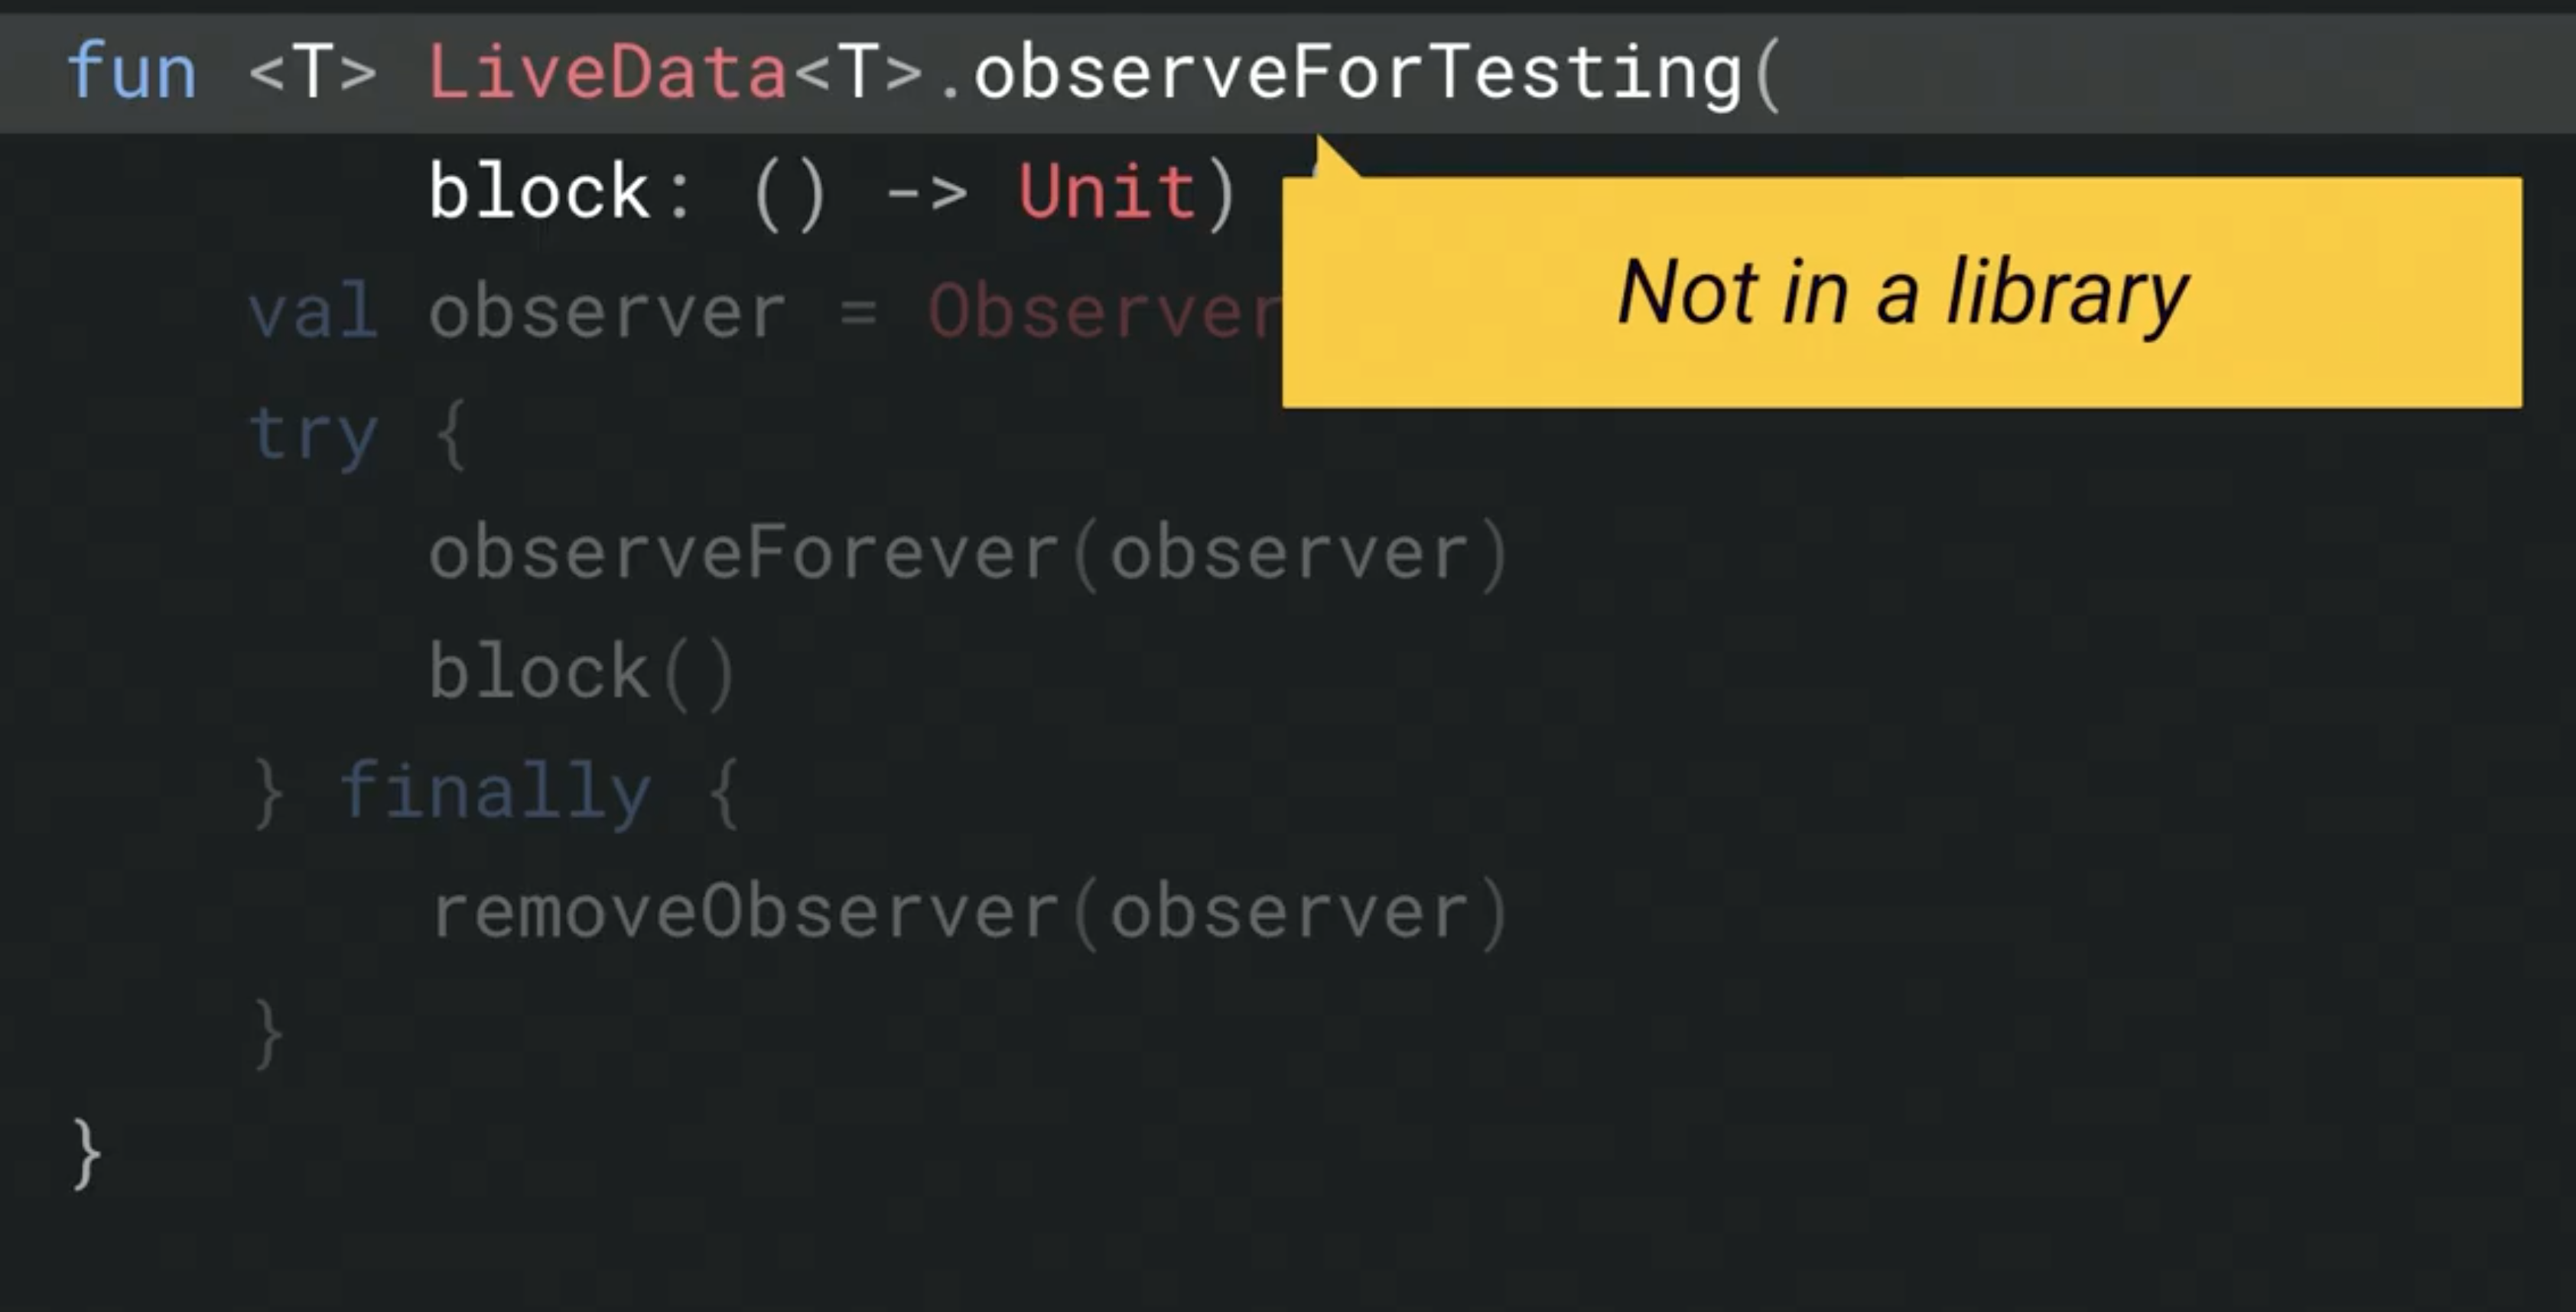 fun <T> LiveData<T>.observeForTesting(
block: () -> Unit)
Not in a library
val observer = Observer
try {
observeForever(observer)
block()
} finally {
removeObserver(observer)
}
}